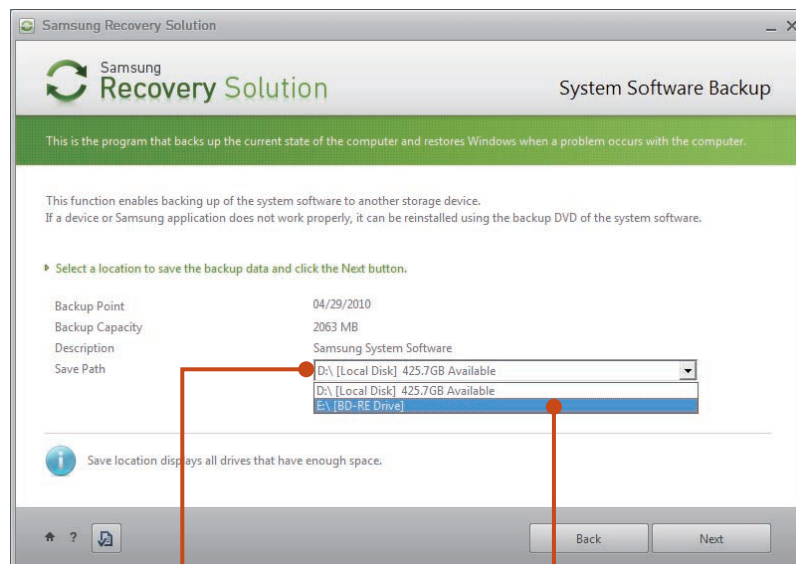 Samsung Recovery Solution
Samsung
Recovery Solution
System Software Backup
This is the program that backs up the current state of the computer and restores Windows when a problem occurs with the computer.
This function enables backing up of the system software to another storage device.
If a device or Samsung application does not work properly, it can be reinstalled using the backup DVD of the system software.
Select a location to save the backup data and click the Next button.
Backup Point 04/29/2010
Backup Capacity 2063 MB
Description Samsung System Software
Save Path D:\ [Local Disk] 425.7GB Available
D:\ [Local Disk] 425.7GB Available
E:\ [BD-RE Drive]
Save location displays all drives that have enough space.
? Back Next